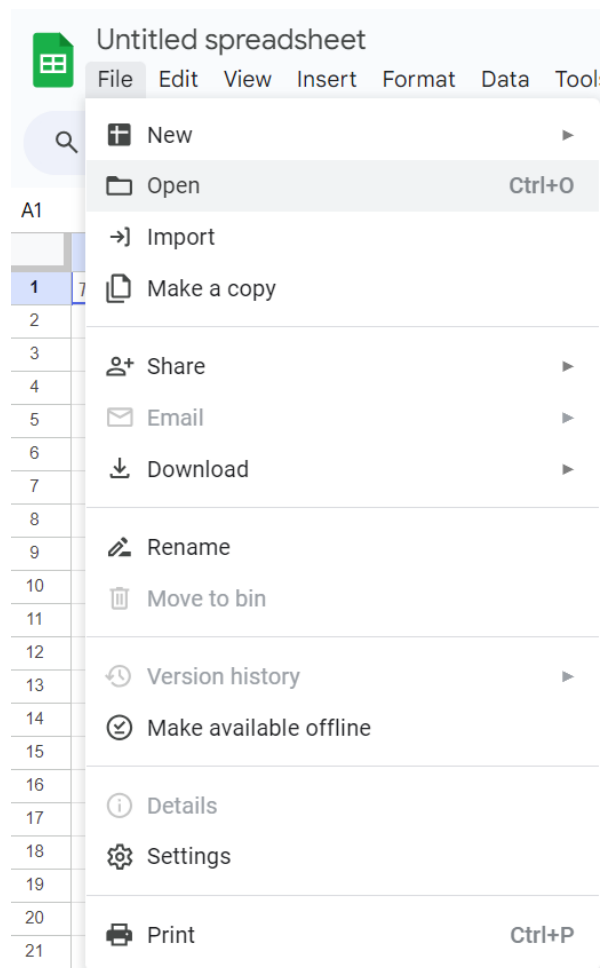 Untitled spreadsheet
File Edit View Insert Format Data
New
Open Ctrl+O
A1
Import
1 Make a copy
2
3
Share
4
5 Email
6
Download
7
8
9 Rename
10
Move to bin
11
12
13 Version history
14 Make available offline
15
16
Details
17
18 Settings
19
20
Print Ctrl+P
21